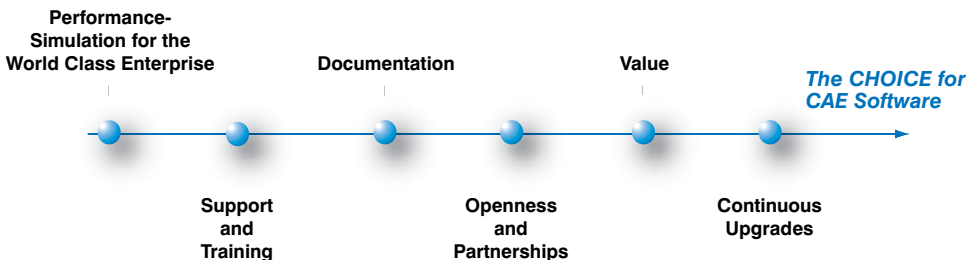 Performance-
Simulation for the
World Class Enterprise
Documentation
Value
The CHOICE for
CAE Software
Support
and
Training
Openness
and
Partnerships
Continuous
Upgrades